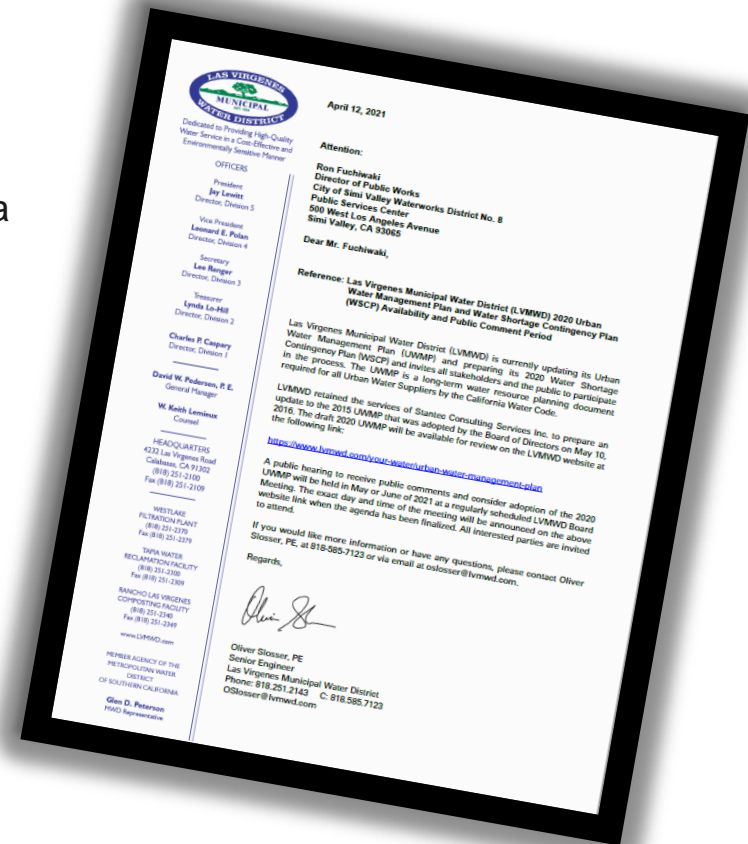 a
LAS VIRGENES
MUNICIPAL
WATER DISTRICT
Dedicated to Providing High-Quality
Water Service in a Cost-Effective and
Environmentally Sensitive Manner
OFFICERS
President
Jay Lewitt
Director, Division 5
Vice President
Leonard E. Polan
Director, Division 4
Secretary
Lee Renger
Director, Division 3
Treasurer
Lynda Lo-Hill
Director, Division 2
Charles P. Caspary
Director, Division 1
David W. Pedersen, P. E.
General Manager
W. Keith Lemieux
Counsel
HEADQUARTERS
4232 Las Virgenes Road
Calabasas, CA 91302
(818) 251-2100
Fax (818) 251-2109
WESTLAKE
FILTRATION PLANT
(818) 251-2370
Fax (818) 251-2379
TAPIA WATER
RECLAMATION FACILITY
(818) 251-2300
Fax (818) 251-2309
RANCHO LAS VIRGENES
COMPOSTING FACILITY
(818) 251-2340
Fax (818) 251-2349
www.LVMWD.com
MEMBER AGENCY OF THE
METROPOLITAN WATER
DISTRICT
OF SOUTHERN CALIFORNIA
Glen D. Peterson
MWD Representative
April 12, 2021
Attention:
Ron Fuchiwaki
Director of Public Works
City of Simi Valley Waterworks District No. 8
Public Services Center
500 West Los Angeles Avenue
Simi Valley, CA 93065
Dear Mr. Fuchiwaki,
Reference: Las Virgenes Municipal Water District (LVMWD) 2020 Urban
Water Management Plan and Water Shortage Contingency Plan
(WSCP) Availability and Public Comment Period
Las Virgenes Municipal Water District (LVMWD) is currently updating its Urban
Water Management Plan (UWMP) and preparing its 2020 Water Shortage
Contingency Plan (WSCP) and invites all stakeholders and the public to participate
in the process. The UWMP is a long-term water resource planning document
required for all Urban Water Suppliers by the California Water Code.
LVMWD retained the services of Stantec Consulting Services Inc. to prepare an
update to the 2015 UWMP that was adopted by the Board of Directors on May 10,
2016. The draft 2020 UWMP will be available for review on the LVMWD website at
the following link:
https://www.lvmwd.com/your-water/urban-water-management-plan
A public hearing to receive public comments and consider adoption of the 2020
UWMP will be held in May or June of 2021 at a regularly scheduled LVMWD Board
Meeting. The exact day and time of the meeting will be announced on the above
website link when the agenda has been finalized. All interested parties are invited
to attend.
If you would like more information or have any questions, please contact Oliver
Slosser, PE, at 818-585-7123 or via email at oslosser@lvmwd.com.
Regards,
Oliver Slosser, PE
Senior Engineer
Las Virgenes Municipal Water District
Phone: 818.251.2143 C: 818.585.7123
OSlosser@lvmwd.com